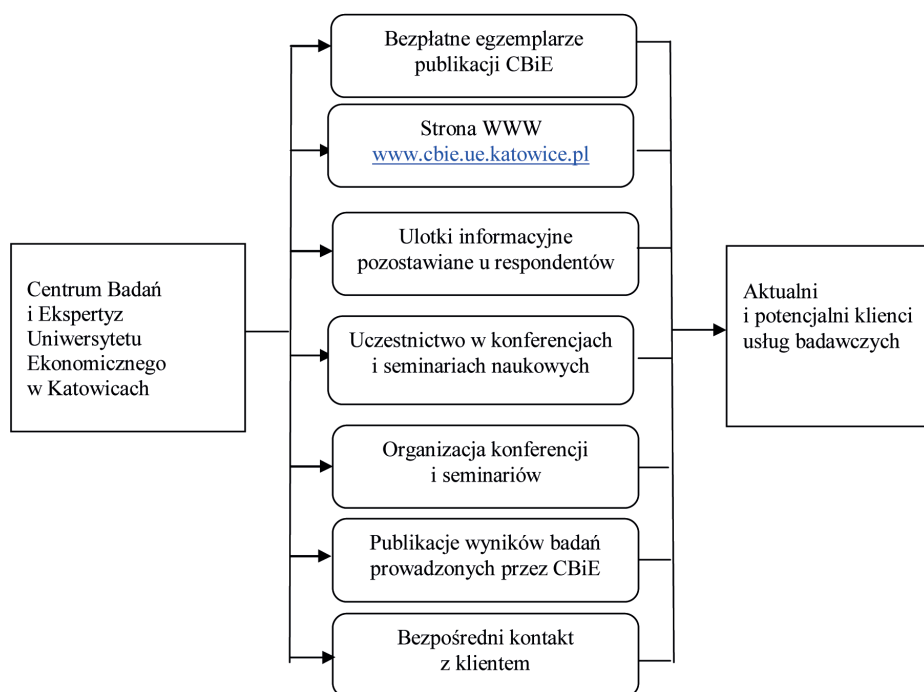 Centrum Badań
i Ekspertyz
Uniwersytetu
Ekonomicznego
w Katowicach
Bezpłatne egzemplarze
publikacji CBiE
Strona WWW
www.cbie.ue.katowice.pl
Ulotki informacyjne
pozostawiane u respondentów
Uczestnictwo w konferencjach
i seminariach naukowych
Organizacja konferencji
i seminariów
Publikacje wyników badań
prowadzonych przez CBiE
Bezpośredni kontakt
z klientem
Aktualni
i potencjalni klienci
usług badawczych